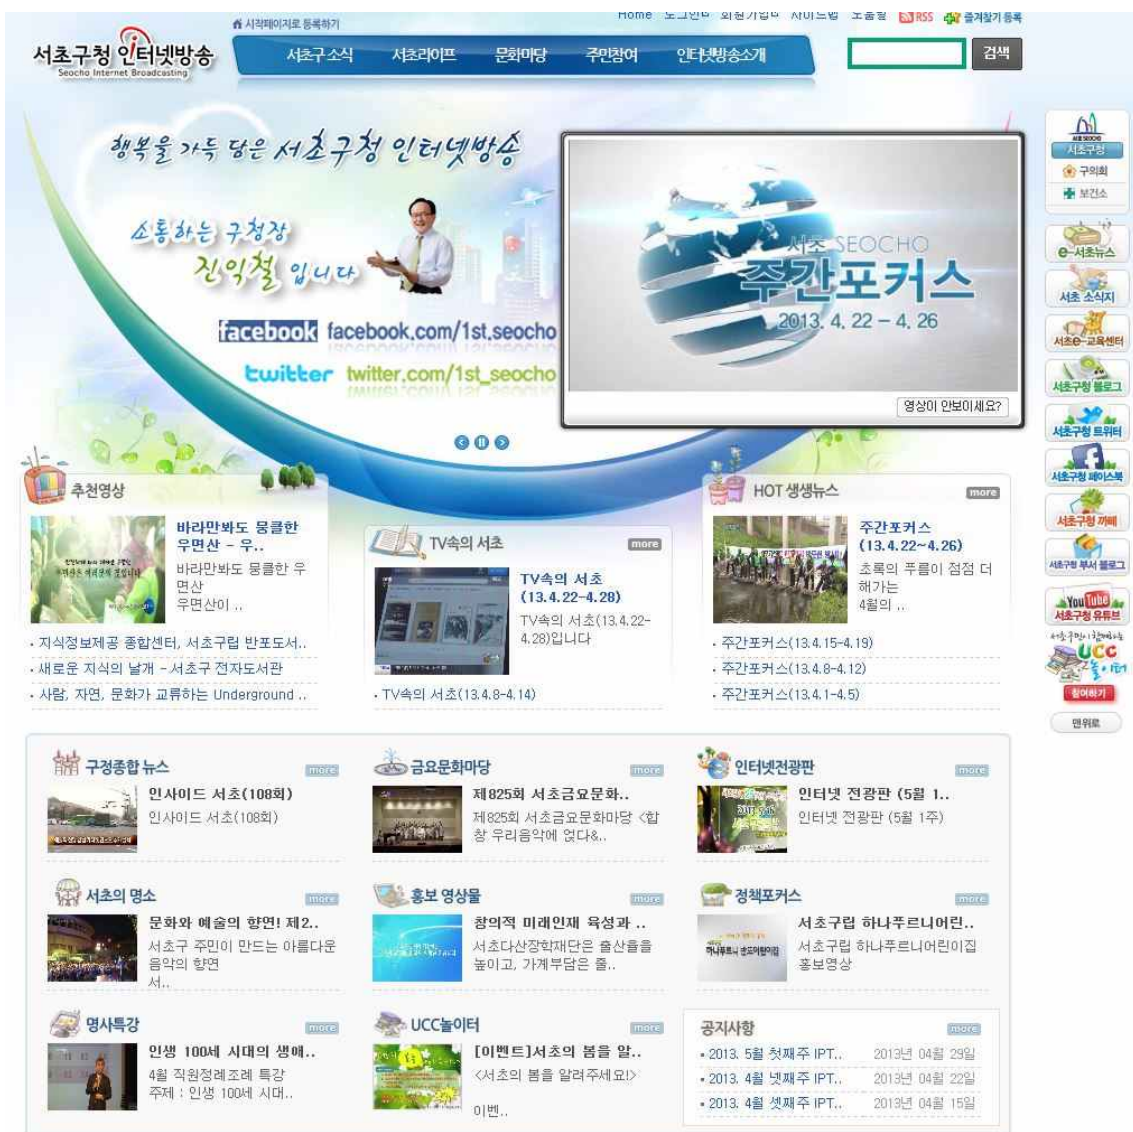 시작페이지로 등록하기
Home 로그인 회원가입 사이트맵 도움말 RSS 즐겨찾기 등록
서초구청 인터넷방송
Seocho Internet Broadcasting
서초구 소식 서초라이프 문화마당 주민참여 인터넷방송소개
검색
행복을 가득 담은 서초구청 인터넷방송
소통하는 구청장
진익철 입니다
facebook facebook.com/1st.seocho
twitter twitter.com/1st_seocho
서초 SEOCHO
주간포커스
2013. 4. 22 - 4. 26
영상이 안보이세요?
서초구청
구의회
보건소
e-서초뉴스
서초 소식지
서초e-교육센터
서초구청 블로그
서초구청 트위터
서초구청 페이스북
서초구청 까페
서초구청 부서 블로그
You Tube
서초구청 유튜브
서초구민이 함께하는
UCC
놀이터
참여하기
맨위로
추천영상
바라만봐도 뭉클한
우면산 - 우..
바라만봐도 뭉클한 우
면산
우면산이 ..
지식정보제공 종합센터, 서초구립 반포도서..
새로운 지식의 날개 - 서초구 전자도서관
사람, 자연, 문화가 교류하는 Underground ..
TV속의 서초 more
TV속의 서초
(13.4.22-4.28)
TV속의 서초(13.4.22-
4.28)입니다
TV속의 서초(13.4.8-4.14)
HOT 생생뉴스 more
주간포커스
(13.4.22~4.26)
초록의 푸름이 점점 더
해가는
4월의 ..
주간포커스(13.4.15-4.19)
주간포커스(13.4.8-4.12)
주간포커스(13.4.1-4.5)
구정종합 뉴스 more
인사이드 서초(108회)
인사이드 서초(108회)
금요문화마당 more
제825회 서초금요문화..
제825회 서초금요문화마당 <합
창 우리음악에 얹다&..
인터넷전광판 more
인터넷 전광판 (5월 1..
인터넷 전광판 (5월 1주)
서초의 명소 more
문화와 예술의 향연! 제2..
서초구 주민이 만드는 아름다운
음악의 향연
서..
홍보 영상물 more
창의적 미래인재 육성과 ..
서초다산장학재단은 출산율을
높이고, 가계부담은 줄..
정책포커스 more
서초구립 하나푸르니어린..
서초구립 하나푸르니어린이집
홍보영상
명사특강 more
인생 100세 시대의 생애..
4월 직원정례조례 특강
주제 : 인생 100세 시대..
UCC놀이터 more
[이벤트]서초의 봄을 알..
<서초의 봄을 알려주세요!>
이벤..
공지사항 more
2013. 5월 첫째주 IPT.. 2013년 04월 29일
2013. 4월 넷째주 IPT.. 2013년 04월 22일
2013. 4월 셋째주 IPT.. 2013년 04월 15일